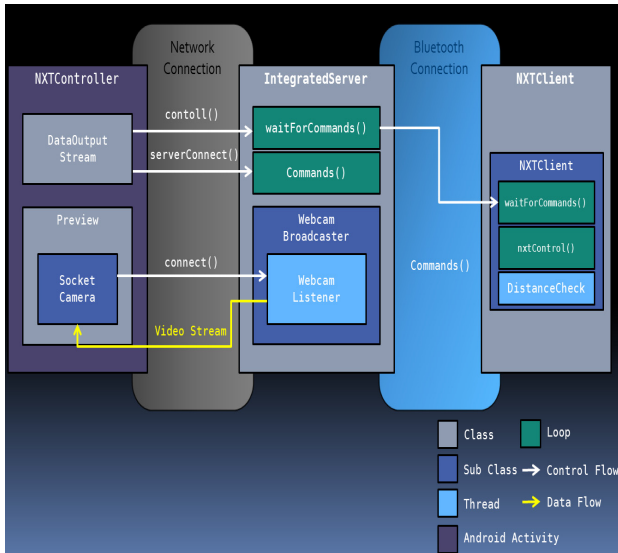 Network
Connection
Bluetooth
Connection
NXTController
IntegratedServer
NXTClient
DataOutput
Stream
contoll()
serverConnect()
waitForCommands()
Commands()
NXTClient
waitForCommands()
nxtControl()
DistanceCheck
Preview
Socket
Camera
connect()
Webcam
Broadcaster
Webcam
Listener
Commands()
Video Stream
Class
Loop
Sub Class
Control Flow
Thread
Data Flow
Android Activity